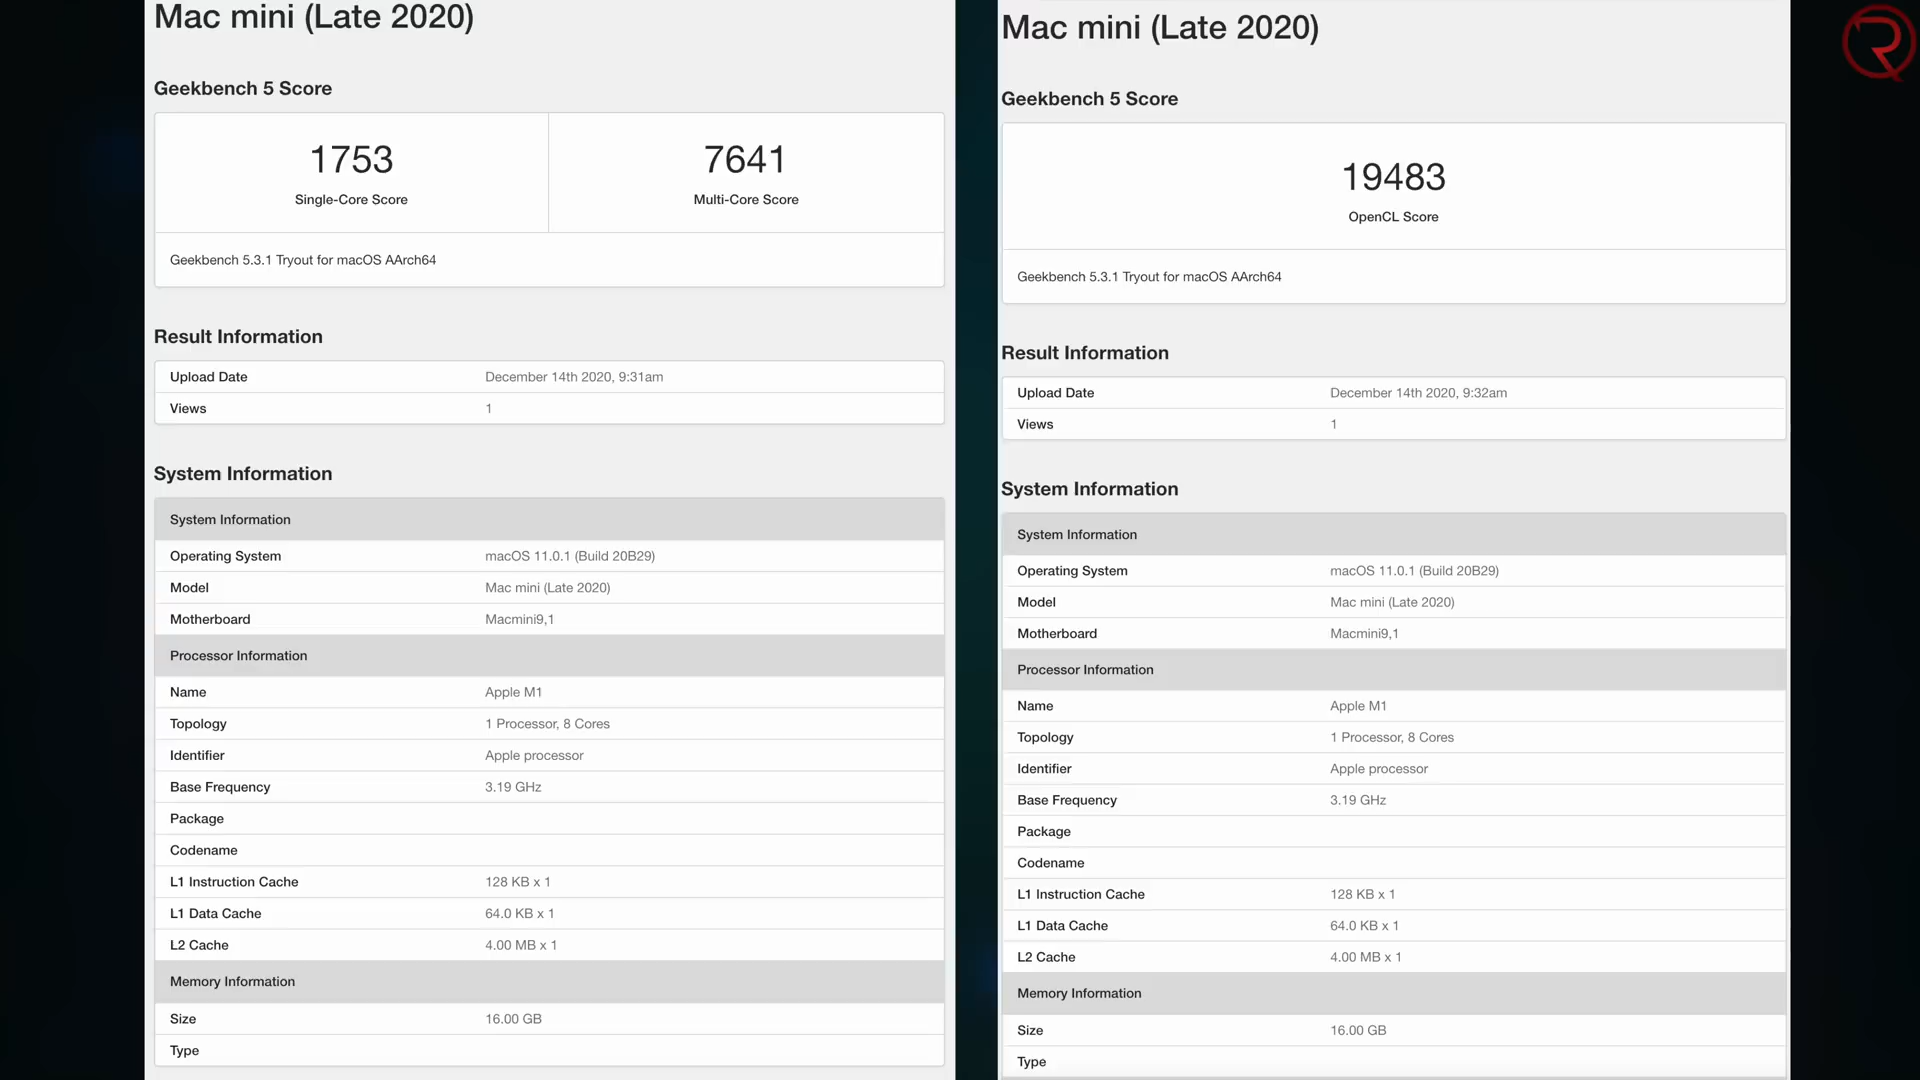 Mac mini (Late 2020)
Geekbench 5 Score
1753
7641
Single-Core Score
Multi-Core Score
Geekbench 5.3.1 Tryout for macOS AArch64
Result Information
Upload Date December 14th 2020, 9:31am
Views 1
System Information
System Information
Operating System macOS 11.0.1 (Build 20B29)
Model Mac mini (Late 2020)
Motherboard Macmini9,1
Processor Information
Name Apple M1
Topology 1 Processor, 8 Cores
Identifier Apple processor
Base Frequency 3.19 GHz
Package
Codename
L1 Instruction Cache 128 KB x 1
L1 Data Cache 64.0 KB x 1
L2 Cache 4.00 MB x 1
Memory Information
Size 16.00 GB
Type
Mac mini (Late 2020)
Geekbench 5 Score
19483
OpenCL Score
Geekbench 5.3.1 Tryout for macOS AArch64
Result Information
Upload Date December 14th 2020, 9:32am
Views 1
System Information
System Information
Operating System macOS 11.0.1 (Build 20B29)
Model Mac mini (Late 2020)
Motherboard Macmini9,1
Processor Information
Name Apple M1
Topology 1 Processor, 8 Cores
Identifier Apple processor
Base Frequency 3.19 GHz
Package
Codename
L1 Instruction Cache 128 KB x 1
L1 Data Cache 64.0 KB x 1
L2 Cache 4.00 MB x 1
Memory Information
Size 16.00 GB
Type
R